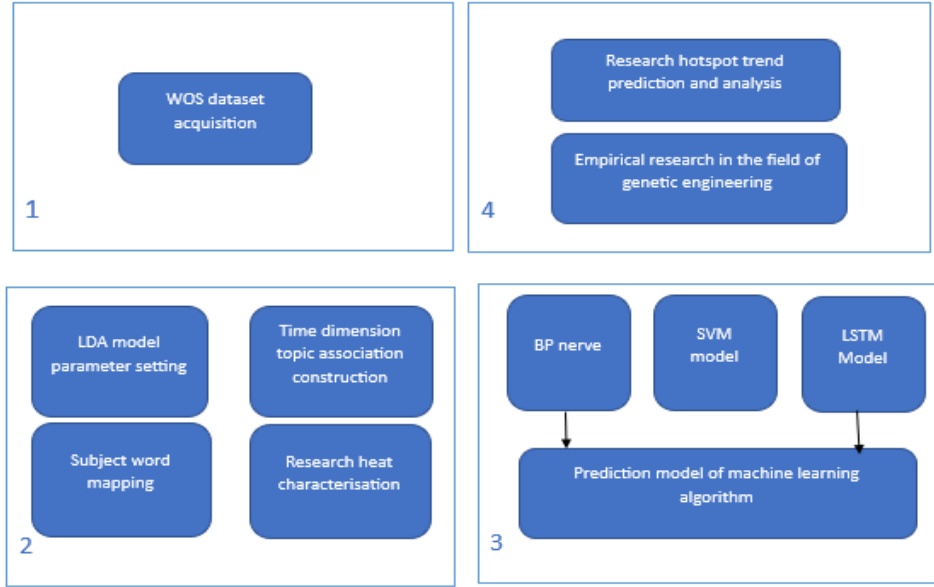 WOS dataset
acquisition
1
Research hotspot trend
prediction and analysis
Empirical research in the field of
genetic engineering
4
LDA model
parameter setting
Time dimension
topic association
construction
Subject word
mapping
Research heat
characterisation
2
BP nerve
SVM
model
LSTM
Model
Prediction model of machine learning
algorithm
3